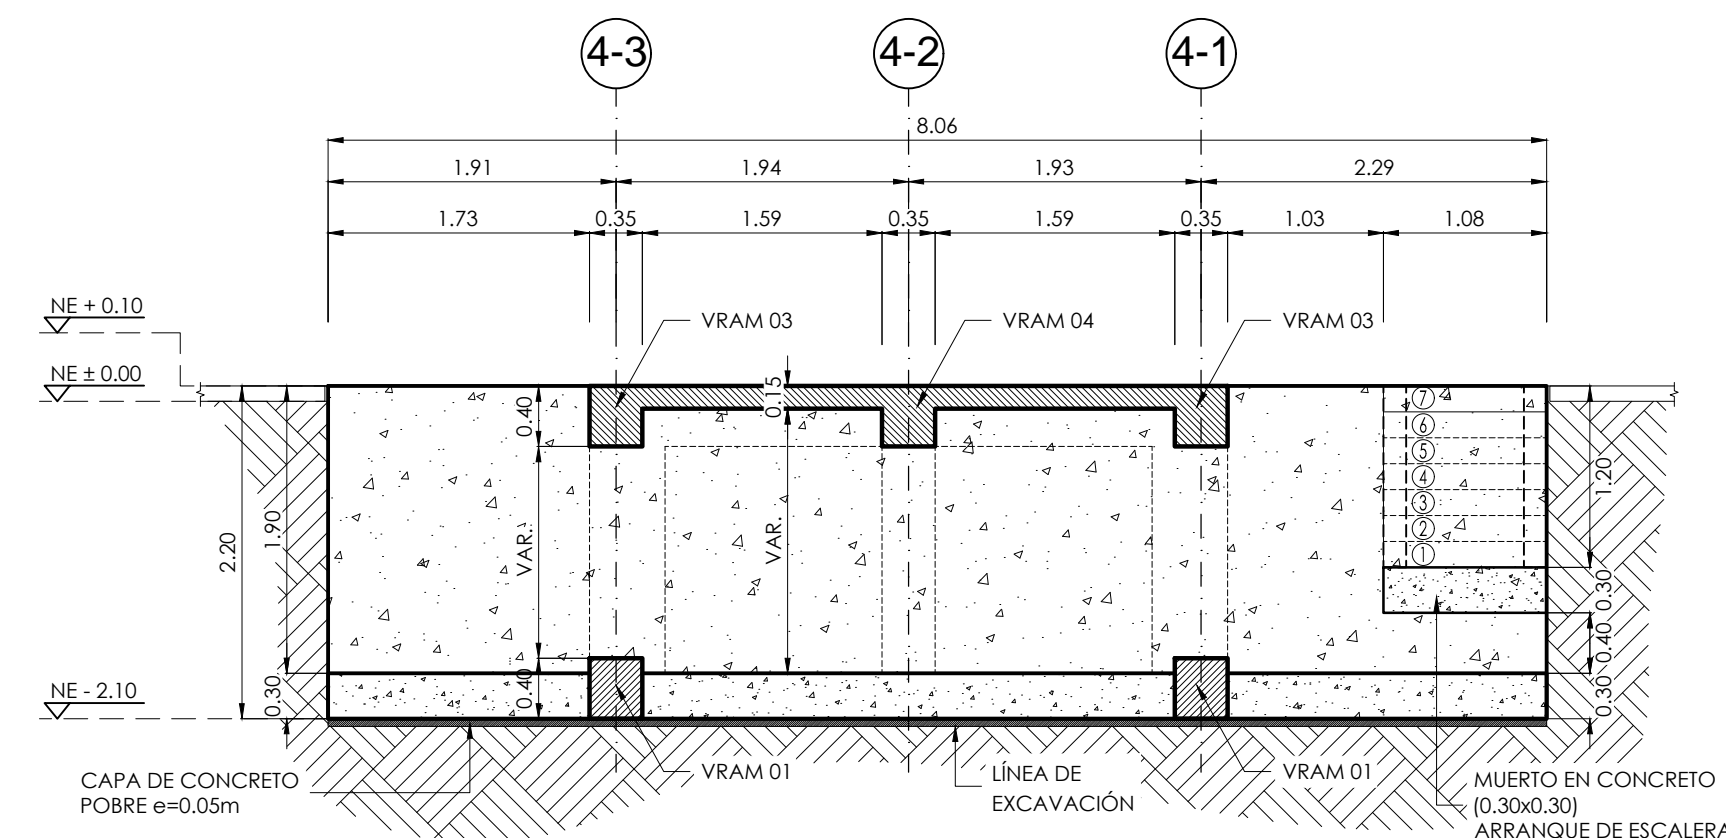 4-3 4-2 4-1
8.06
1.91 1.94 1.93 2.29
1.73 0.35 1.59 0.35 1.59 0.35 1.03 1.08
NE + 0.10
VRAM 03 VRAM 04 VRAM 03
NE ± 0.00
0.15
0.40
7
6
5
4
3
2
1
1.20
1.90
2.20
VAR.
VAR.
0.30
0.40
0.30
0.30
0.40
NE - 2.10
CAPA DE CONCRETO
POBRE e=0.05m
VRAM 01
LÍNEA DE
EXCAVACIÓN
VRAM 01
MUERTO EN CONCRETO
(0.30x0.30)
ARRANQUE DE ESCALERA